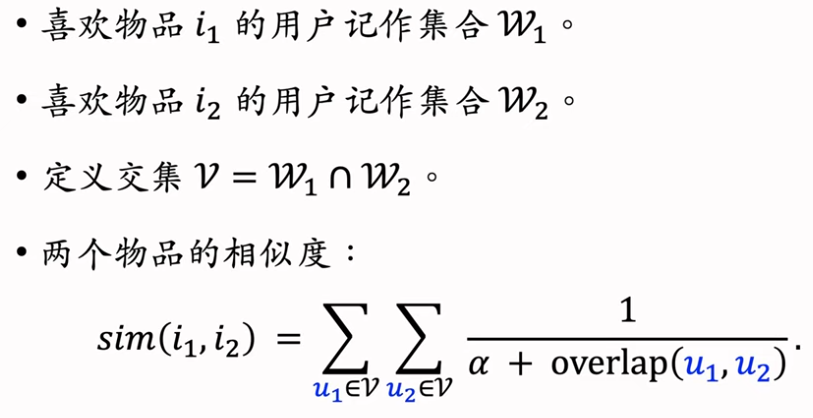 • 喜欢物品 𝑖₁ 的用户记作集合 𝒲₁。
• 喜欢物品 𝑖₂ 的用户记作集合 𝒲₂。
• 定义交集 𝒱 = 𝒲₁ ∩ 𝒲₂。
• 两个物品的相似度：
𝑠𝑖𝑚(𝑖₁, 𝑖₂) = ∑_{𝑢₁∈𝒱} ∑_{𝑢₂∈𝒱} 1 / (𝛼 + overlap(𝑢₁, 𝑢₂)).